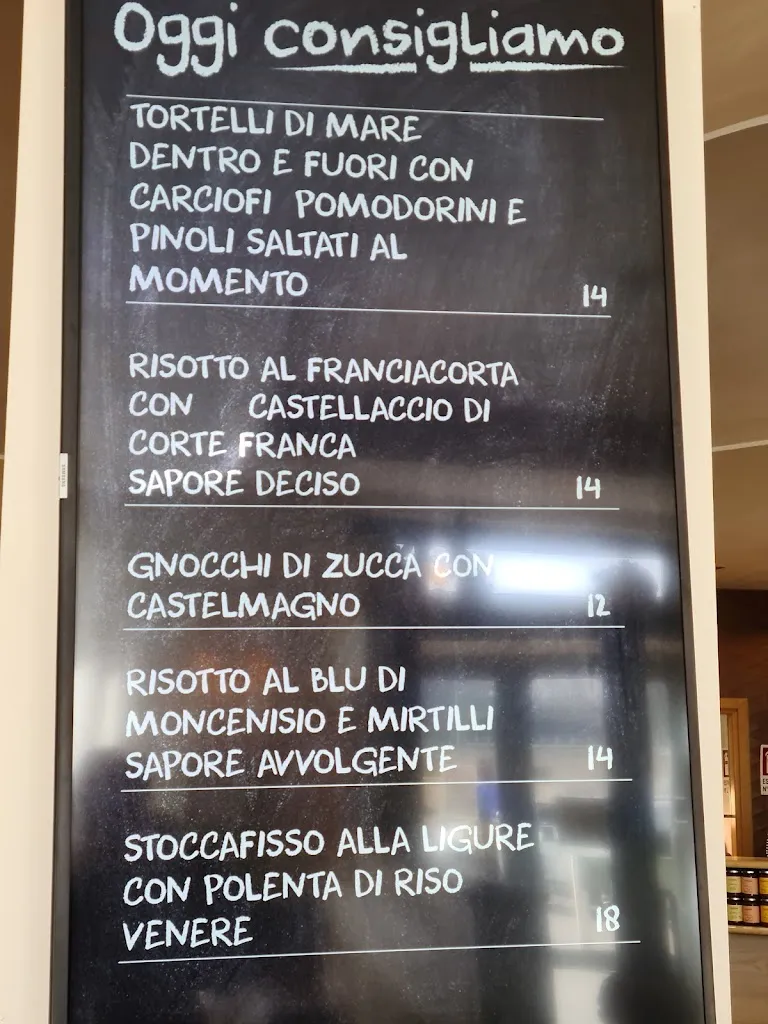 Oggi consigliamo
TORTELLI DI MARE
DENTRO E FUORI CON
CARCIOFI POMODORINI E
PINOLI SALTATI AL
MOMENTO 14
RISOTTO AL FRANCIACORTA
CON CASTELLACCIO DI
CORTE FRANCA
SAPORE DECISO 14
GNOCCHI DI ZUCCA CON
CASTELMAGNO 12
RISOTTO AL BLU DI
MONCENISIO E MIRTILLI
SAPORE AVVOLGENTE 14
STOCCAFISSO ALLA LIGURE
CON POLENTA DI RISO
VENERE 18